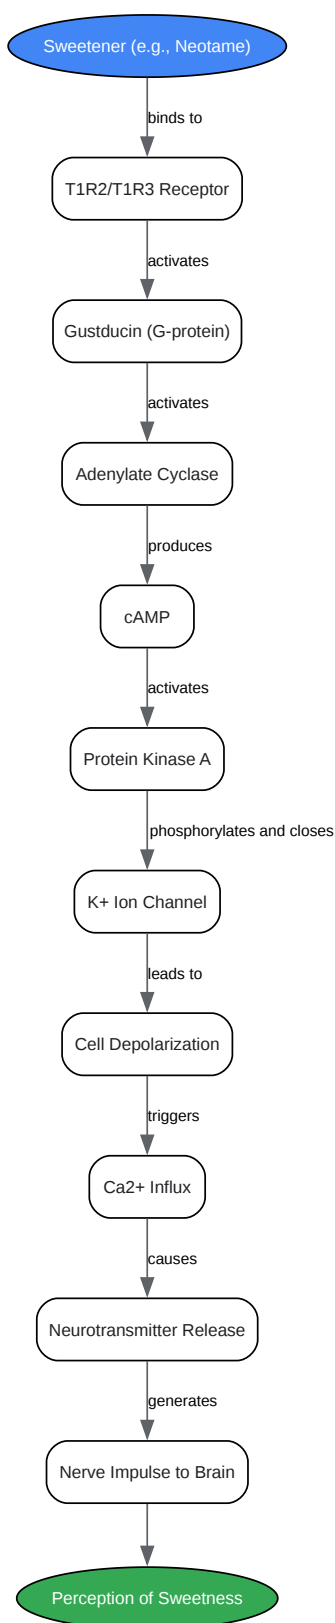 Sweetener (e.g., Neotame)
binds to
T1R2/T1R3 Receptor
activates
Gustducin (G-protein)
activates
Adenylate Cyclase
produces
cAMP
activates
Protein Kinase A
phosphorylates and closes
K+ Ion Channel
leads to
Cell Depolarization
triggers
Ca2+ Influx
causes
Neurotransmitter Release
generates
Nerve Impulse to Brain
Perception of Sweetness